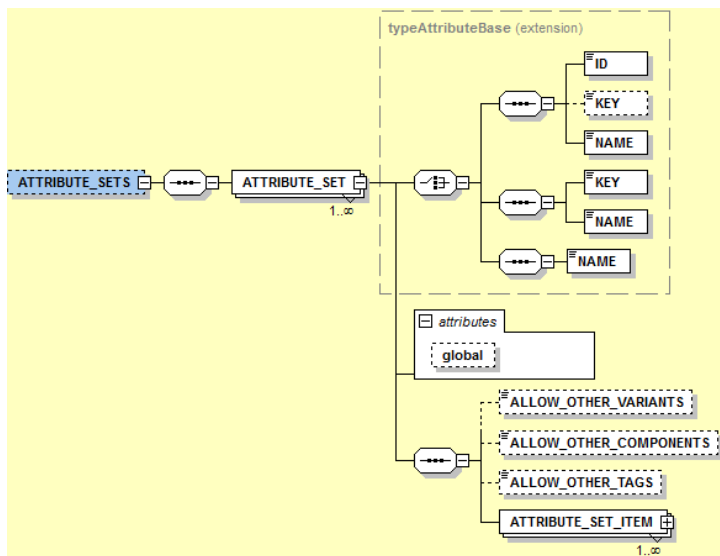 typeAttributeBase (extension)
ID
KEY
NAME
ATTRIBUTE_SETS
ATTRIBUTE_SET
1..∞
KEY
NAME
NAME
attributes
global
ALLOW_OTHER_VARIANTS
ALLOW_OTHER_COMPONENTS
ALLOW_OTHER_TAGS
ATTRIBUTE_SET_ITEM
1..∞